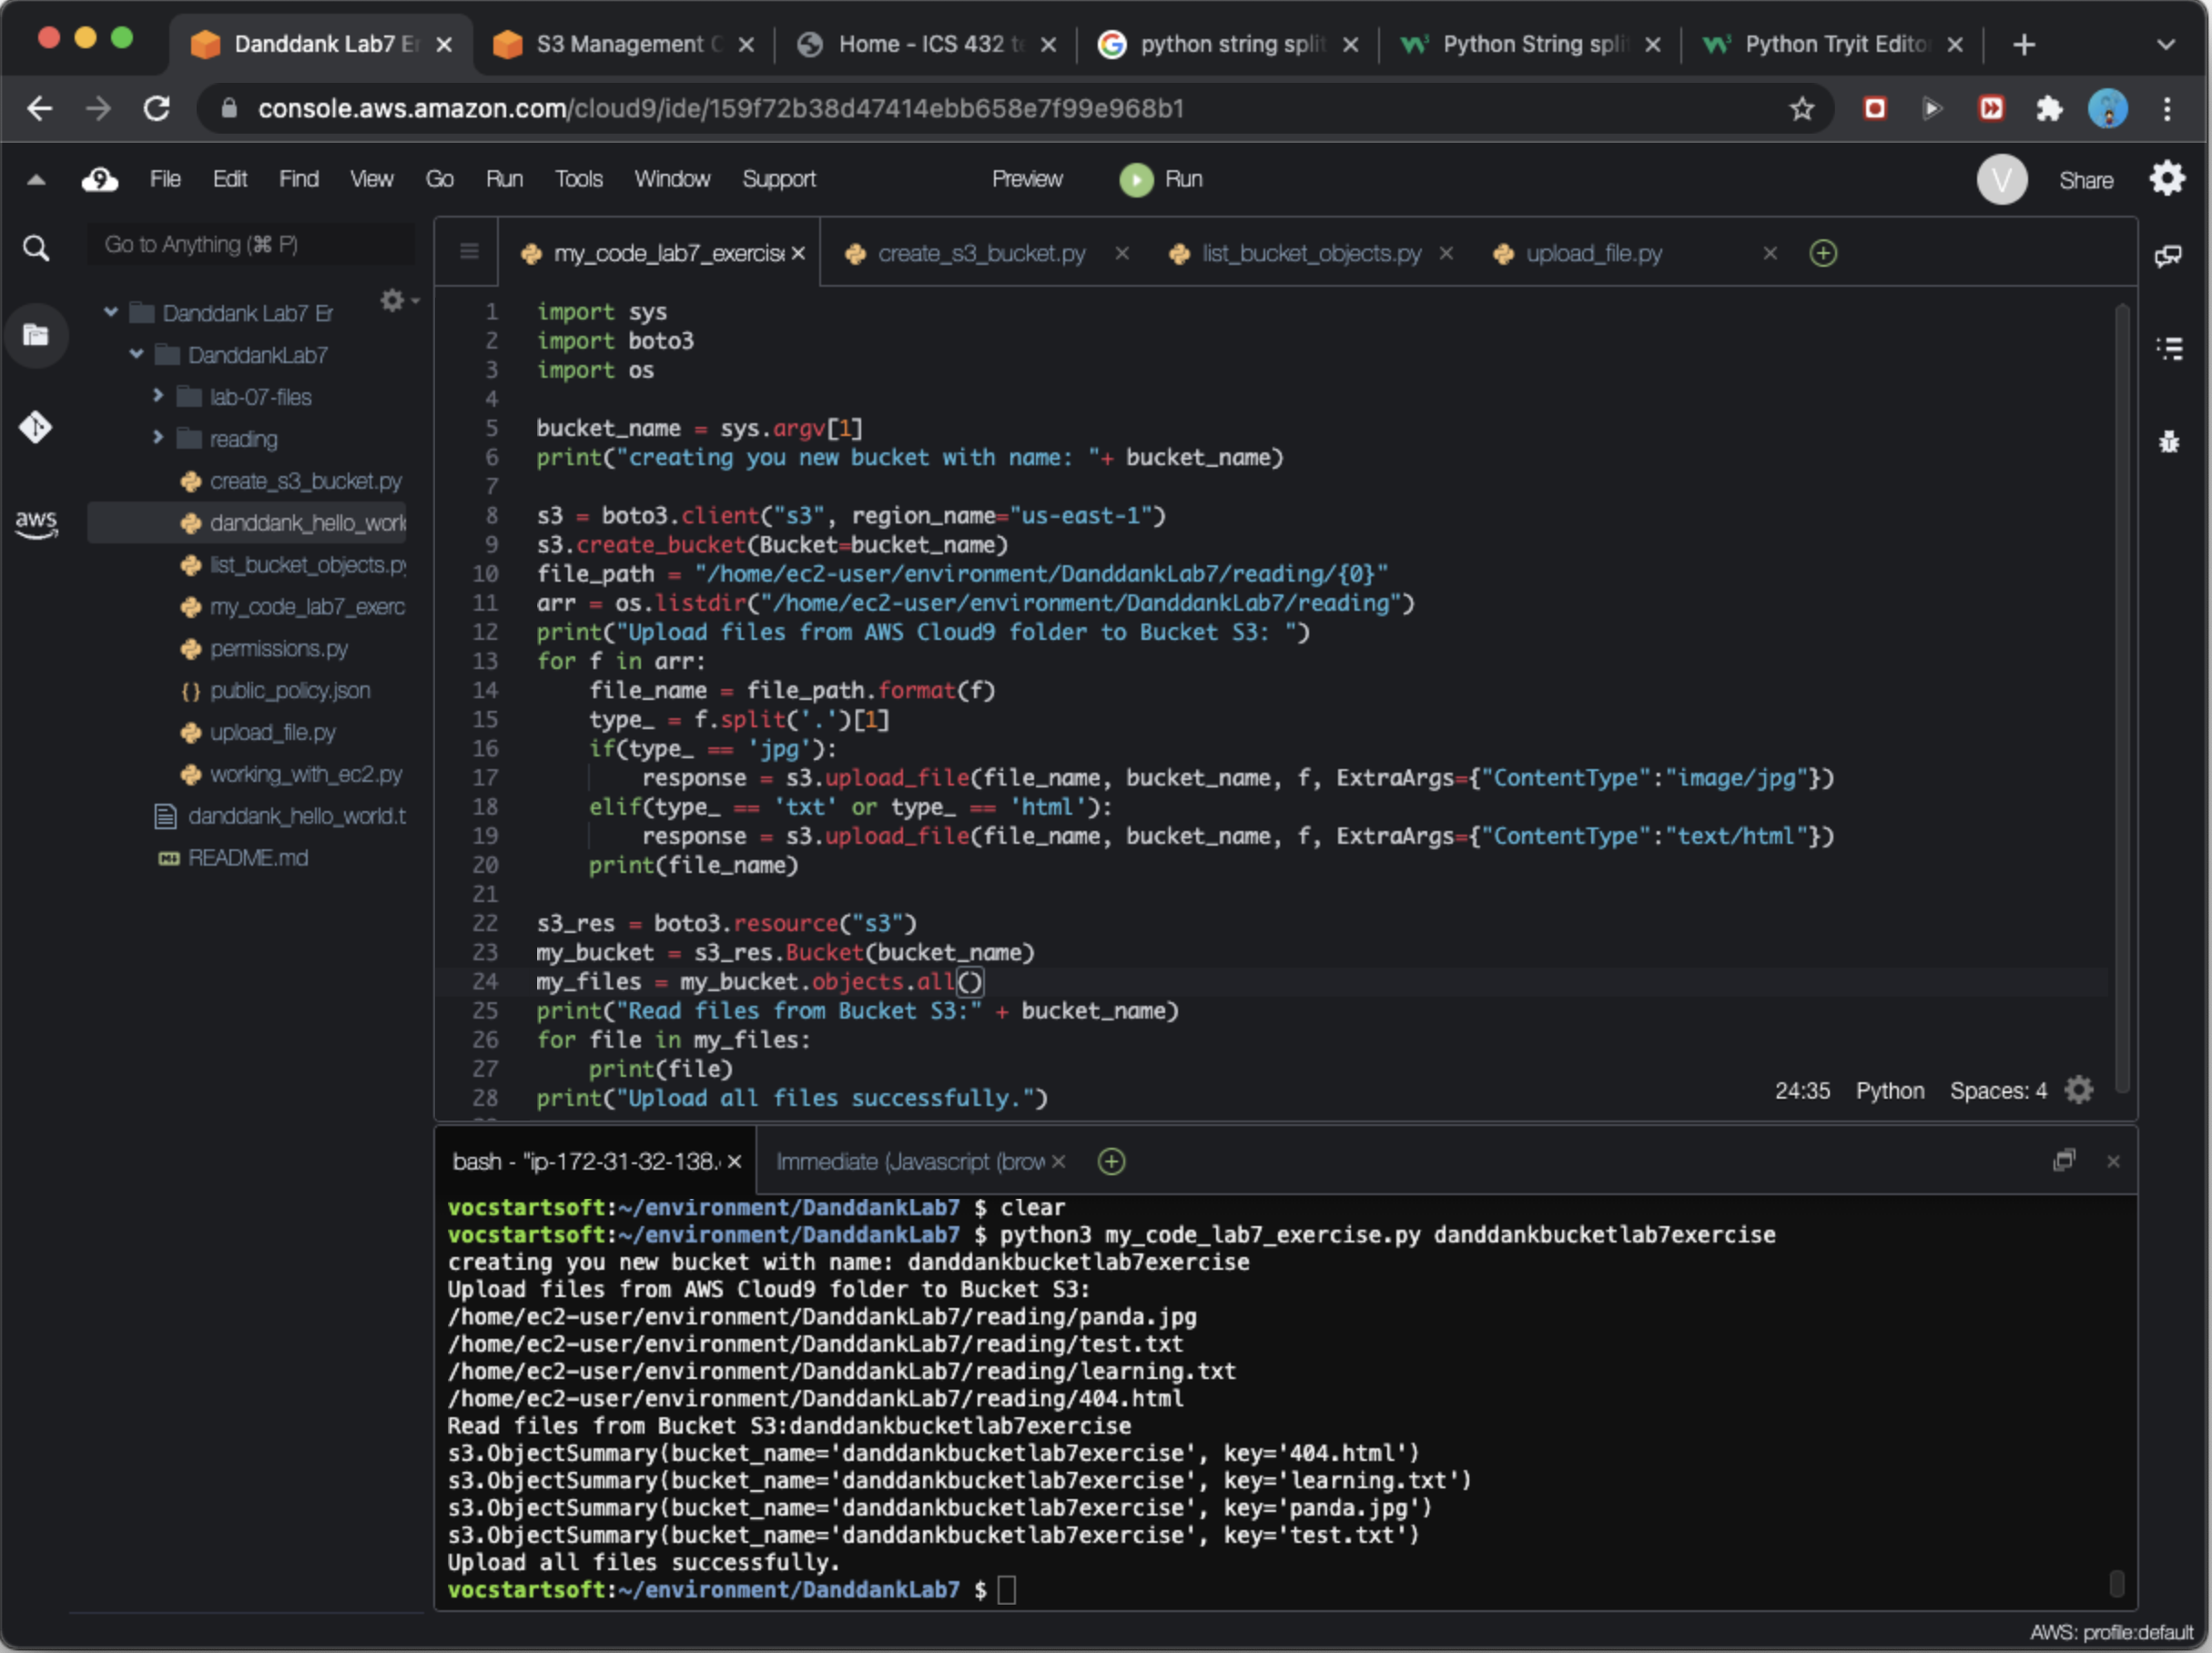 Danddank Lab7 Er
S3 Management C
Home - ICS 432 te
python string split
Python String split
Python Tryit Editor
console.aws.amazon.com/cloud9/ide/159f72b38d47414ebb658e7f99e968b1
9 File Edit Find View Go Run Tools Window Support Preview Run V Share
Go to Anything (⌘ P)
Danddank Lab7 Er
DanddankLab7
lab-07-files
reading
create_s3_bucket.py
danddank_hello_work
list_bucket_objects.py
my_code_lab7_exerc
permissions.py
{} public_policy.json
upload_file.py
working_with_ec2.py
danddank_hello_world.t
README.md
aws
my_code_lab7_exercise
create_s3_bucket.py
list_bucket_objects.py
upload_file.py
1 import sys
2 import boto3
3 import os
4
5 bucket_name = sys.argv[1]
6 print("creating you new bucket with name: "+ bucket_name)
7
8 s3 = boto3.client("s3", region_name="us-east-1")
9 s3.create_bucket(Bucket=bucket_name)
10 file_path = "/home/ec2-user/environment/DanddankLab7/reading/{0}"
11 arr = os.listdir("/home/ec2-user/environment/DanddankLab7/reading")
12 print("Upload files from AWS Cloud9 folder to Bucket S3: ")
13 for f in arr:
14     file_name = file_path.format(f)
15     type_ = f.split('.')[1]
16     if(type_ == 'jpg'):
17         response = s3.upload_file(file_name, bucket_name, f, ExtraArgs={"ContentType":"image/jpg"})
18     elif(type_ == 'txt' or type_ == 'html'):
19         response = s3.upload_file(file_name, bucket_name, f, ExtraArgs={"ContentType":"text/html"})
20     print(file_name)
21
22 s3_res = boto3.resource("s3")
23 my_bucket = s3_res.Bucket(bucket_name)
24 my_files = my_bucket.objects.all()
25 print("Read files from Bucket S3:" + bucket_name)
26 for file in my_files:
27     print(file)
28 print("Upload all files successfully.")
24:35 Python Spaces: 4
bash - "ip-172-31-32-138.
Immediate (Javascript (brow
vocstartsoft:~/environment/DanddankLab7 $ clear
vocstartsoft:~/environment/DanddankLab7 $ python3 my_code_lab7_exercise.py danddankbucketlab7exercise
creating you new bucket with name: danddankbucketlab7exercise
Upload files from AWS Cloud9 folder to Bucket S3:
/home/ec2-user/environment/DanddankLab7/reading/panda.jpg
/home/ec2-user/environment/DanddankLab7/reading/test.txt
/home/ec2-user/environment/DanddankLab7/reading/learning.txt
/home/ec2-user/environment/DanddankLab7/reading/404.html
Read files from Bucket S3:danddankbucketlab7exercise
s3.ObjectSummary(bucket_name='danddankbucketlab7exercise', key='404.html')
s3.ObjectSummary(bucket_name='danddankbucketlab7exercise', key='learning.txt')
s3.ObjectSummary(bucket_name='danddankbucketlab7exercise', key='panda.jpg')
s3.ObjectSummary(bucket_name='danddankbucketlab7exercise', key='test.txt')
Upload all files successfully.
vocstartsoft:~/environment/DanddankLab7 $
AWS: profile:default